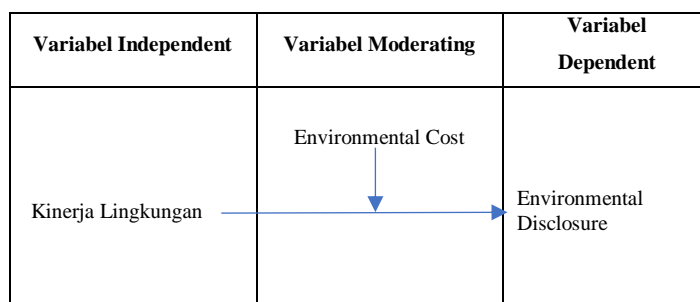 Variabel Independent
Variabel Moderating
Variabel
Dependent
Environmental Cost
Kinerja Lingkungan
Environmental
Disclosure